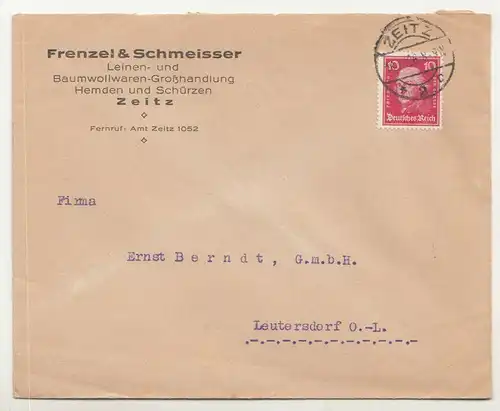 Frenzel & Schmeisser
Leinen- und
Baumwollwaren-Großhandlung
Hemden und Schürzen
Zeitz
Fernruf- Amt Zeitz 1052
ZEITZ
2 c
10 10
Deutsches Reich
Firma
Ernst Berndt, G.m.b.H.
Leutersdorf O.-L.